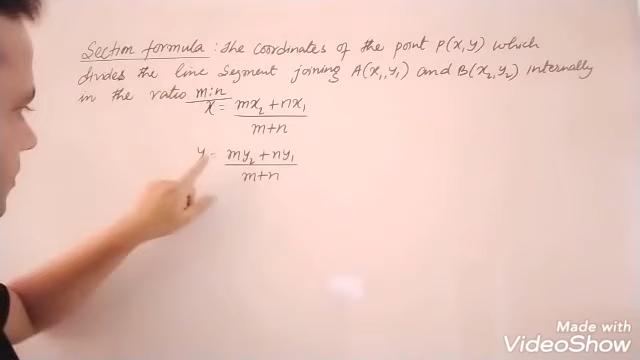 Section formula : The coordinates of the point P(x,y) which
divides the line segment joining A(x₁,y₁) and B(x₂,y₂) internally
in the ratio m:n
x = mx₂ + nx₁
m+n
y = my₂ + ny₁
m+n
Made with
VideoShow